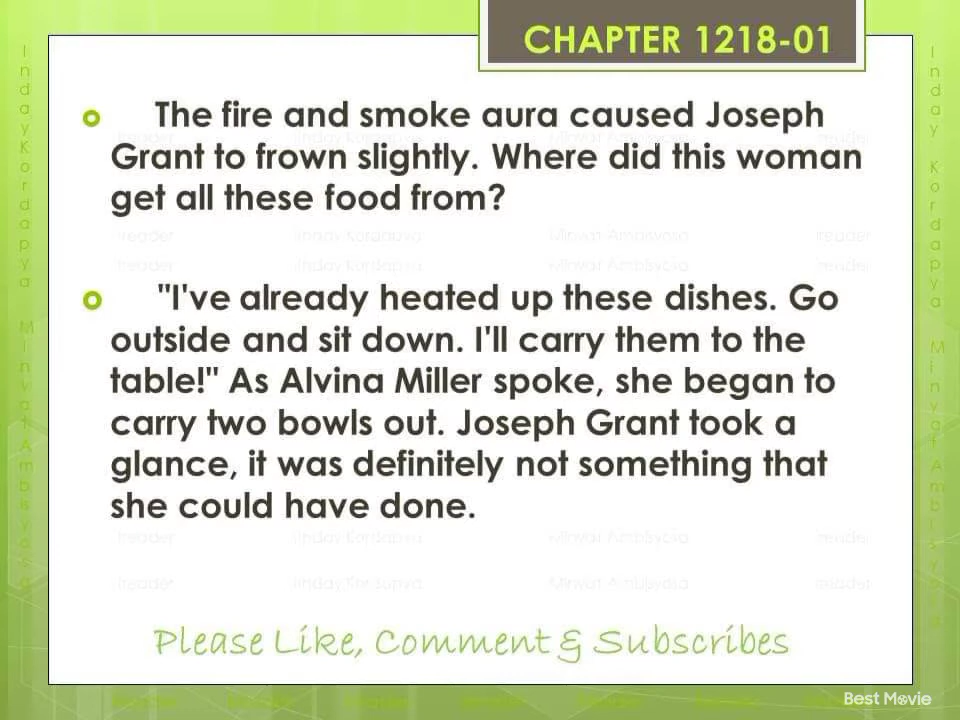 CHAPTER 1218-01
The fire and smoke aura caused Joseph
Grant to frown slightly. Where did this woman
get all these food from?
"I've already heated up these dishes. Go
outside and sit down. I'll carry them to the
table!" As Alvina Miller spoke, she began to
carry two bowls out. Joseph Grant took a
glance, it was definitely not something that
she could have done.
Please Like, Comment & Subscribes
Best Movie